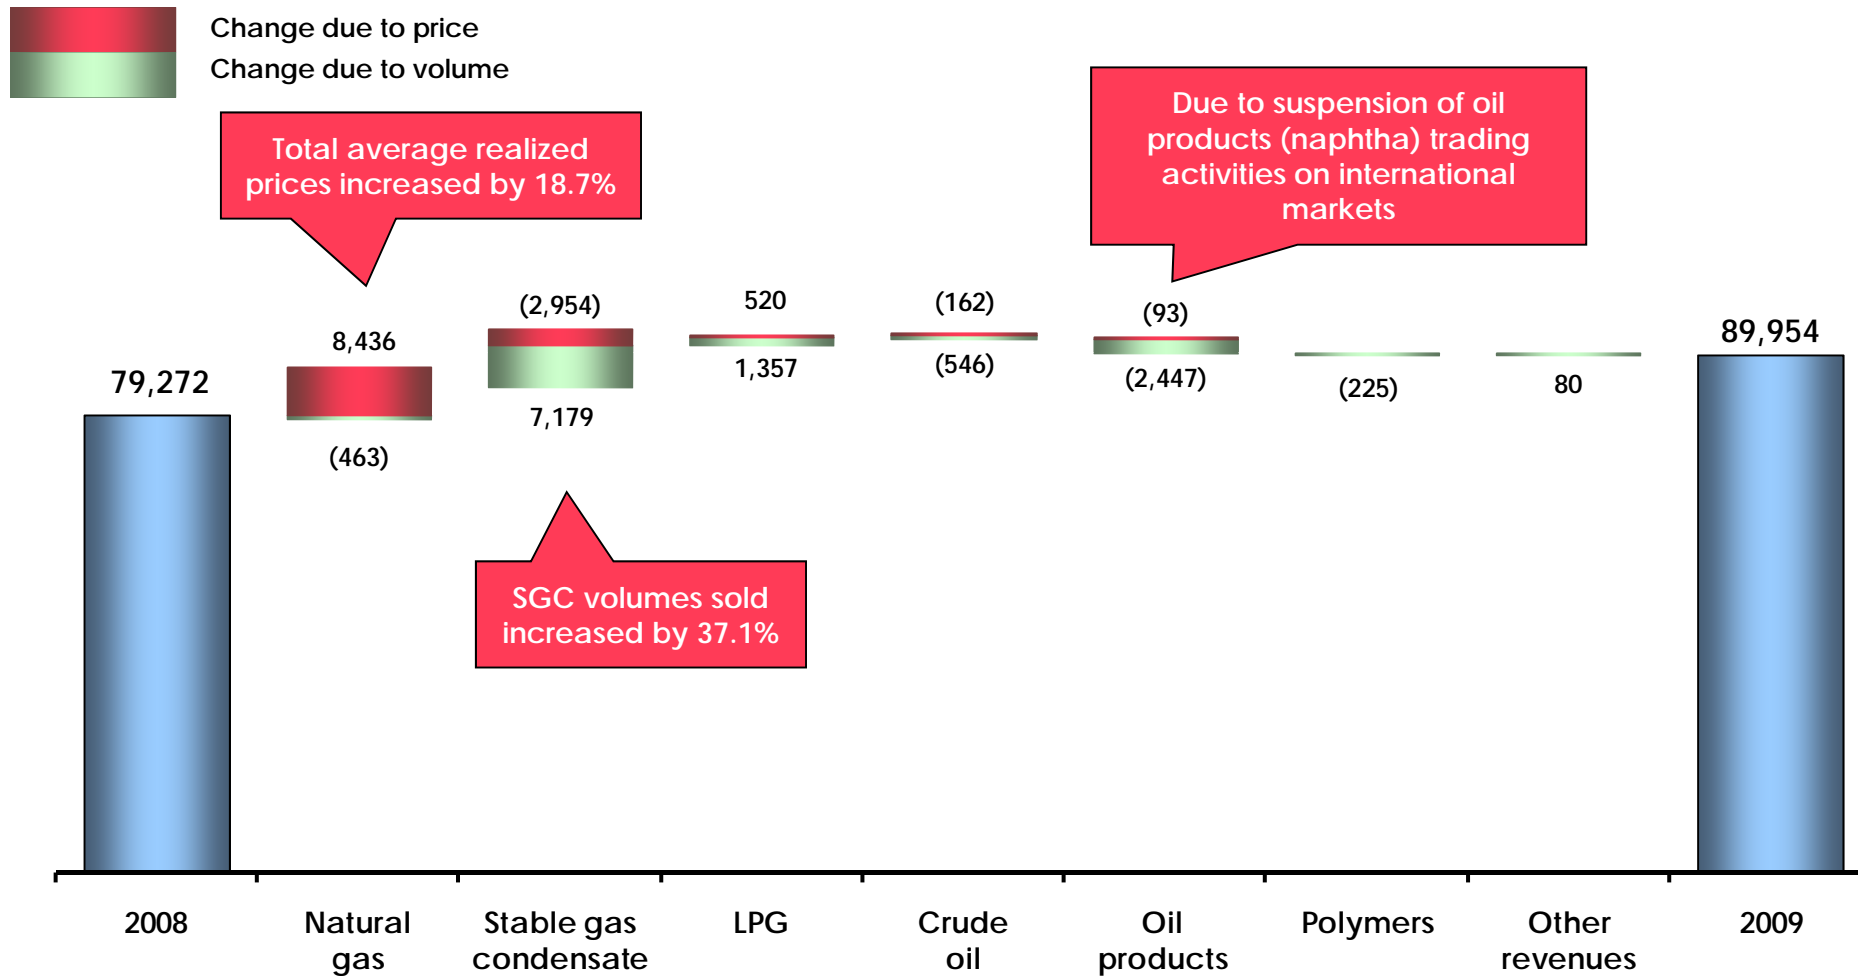 Change due to price
Change due to volume
Total average realized
prices increased by 18.7%
Due to suspension of oil
products (naphtha) trading
activities on international
markets
79,272
8,436
(463)
(2,954)
7,179
520
1,357
(162)
(546)
(93)
(2,447)
(225)
80
89,954
SGC volumes sold
increased by 37.1%
2008
Natural
gas
Stable gas
condensate
LPG
Crude
oil
Oil
products
Polymers
Other
revenues
2009